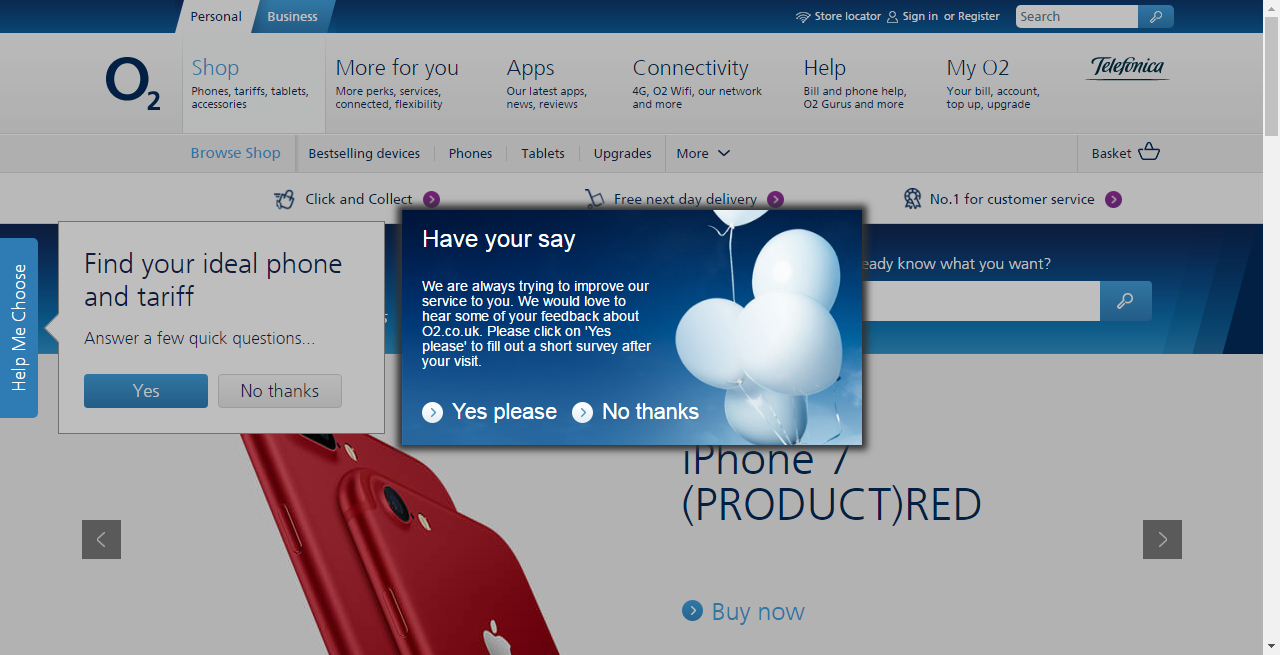 Personal
Business
Store locator
Sign in or Register
Search
O2
Shop
Phones, tariffs, tablets,
accessories
More for you
More perks, services,
connected, flexibility
Apps
Our latest apps,
news, reviews
Connectivity
4G, O2 Wifi, our network
and more
Help
Bill and phone help,
O2 Gurus and more
My O2
Your bill, account,
top up, upgrade
Telefónica
Browse Shop
Bestselling devices
Phones
Tablets
Upgrades
More
Basket
Click and Collect
Free next day delivery
No.1 for customer service
Help Me Choose
Find your ideal phone
and tariff
Answer a few quick questions...
Yes
No thanks
Have your say
We are always trying to improve our
service to you. We would love to
hear some of your feedback about
O2.co.uk. Please click on 'Yes
please' to fill out a short survey after
your visit.
Yes please
No thanks
know what you want?
iPhone 7
(PRODUCT)RED
Buy now